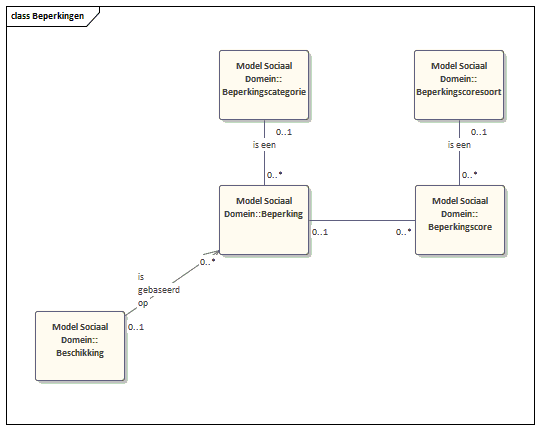 class Beperkingen
Model Sociaal
Domein::
Beperkingscategorie
Model Sociaal
Domein::
Beperkingscoresoort
0..1
is een
0..*
0..1
is een
0..*
Model Sociaal
Domein::Beperking
Model Sociaal
Domein::
Beperkingscore
0..1
0..*
0..*
is
gebaseerd
op
0..1
Model Sociaal
Domein::
Beschikking